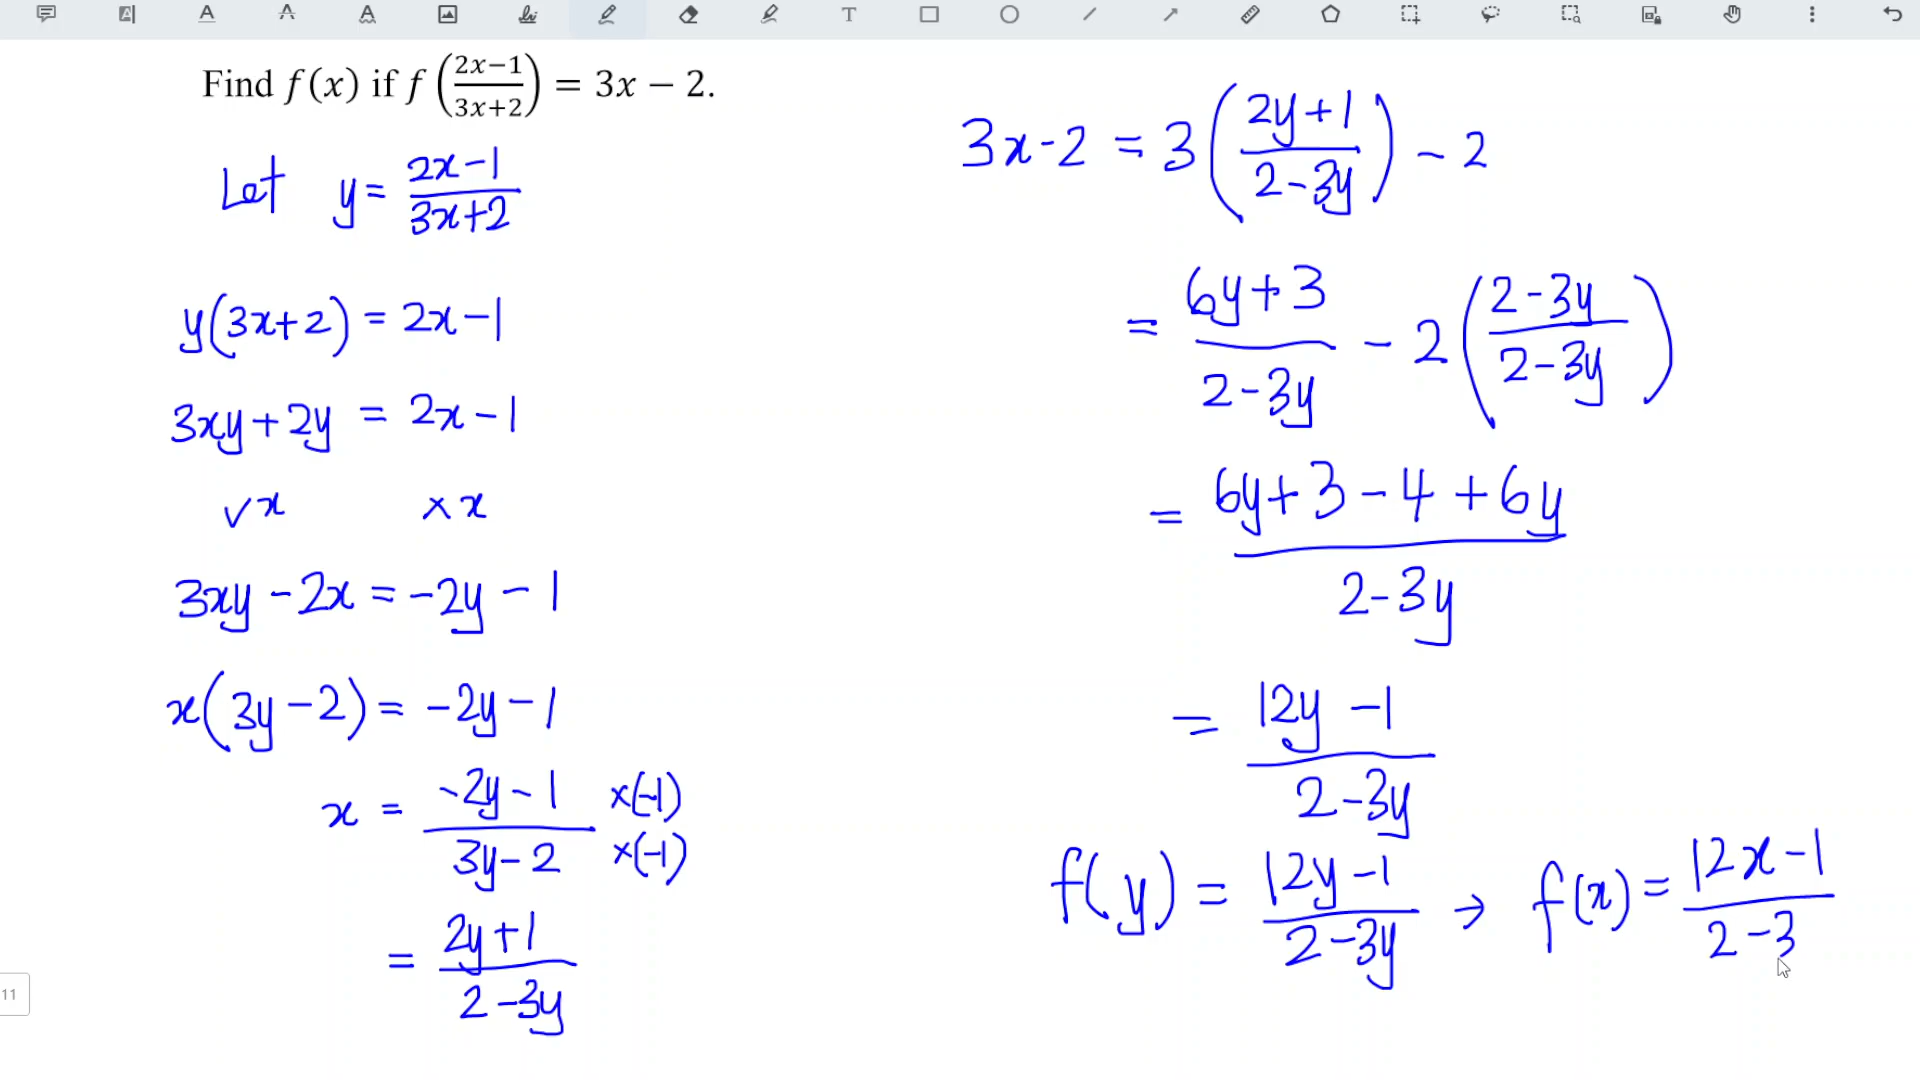 Find f(x) if f((2x−1)/(3x+2)) = 3x − 2.
Let y = (2x−1)/(3x+2)
y(3x+2) = 2x−1
3xy+2y = 2x−1
✓x ×x
3xy −2x = −2y −1
x(3y−2) = −2y−1
x = (−2y−1)/(3y−2) ×(−1) ×(−1)
= (2y+1)/(2−3y)
3x-2 = 3((2y+1)/(2−3y)) − 2
= (6y+3)/(2−3y) − 2((2−3y)/(2−3y))
= (6y+3−4+6y)/(2−3y)
= (12y−1)/(2−3y)
f(y) = (12y−1)/(2−3y) → f(x) = (12x−1)/(2−3
11